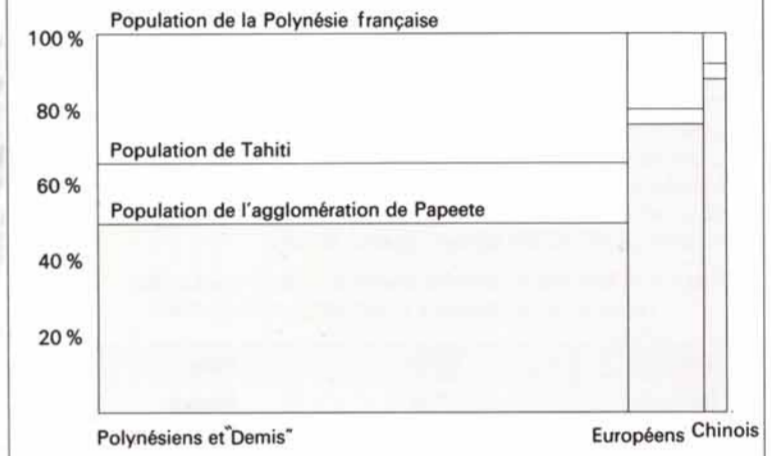 Population de la Polynésie française
100 %
80 %
Population de Tahiti
60 %
Population de l'agglomération de Papeete
40 %
20 %
Polynésiens et "Demis"
Européens
Chinois